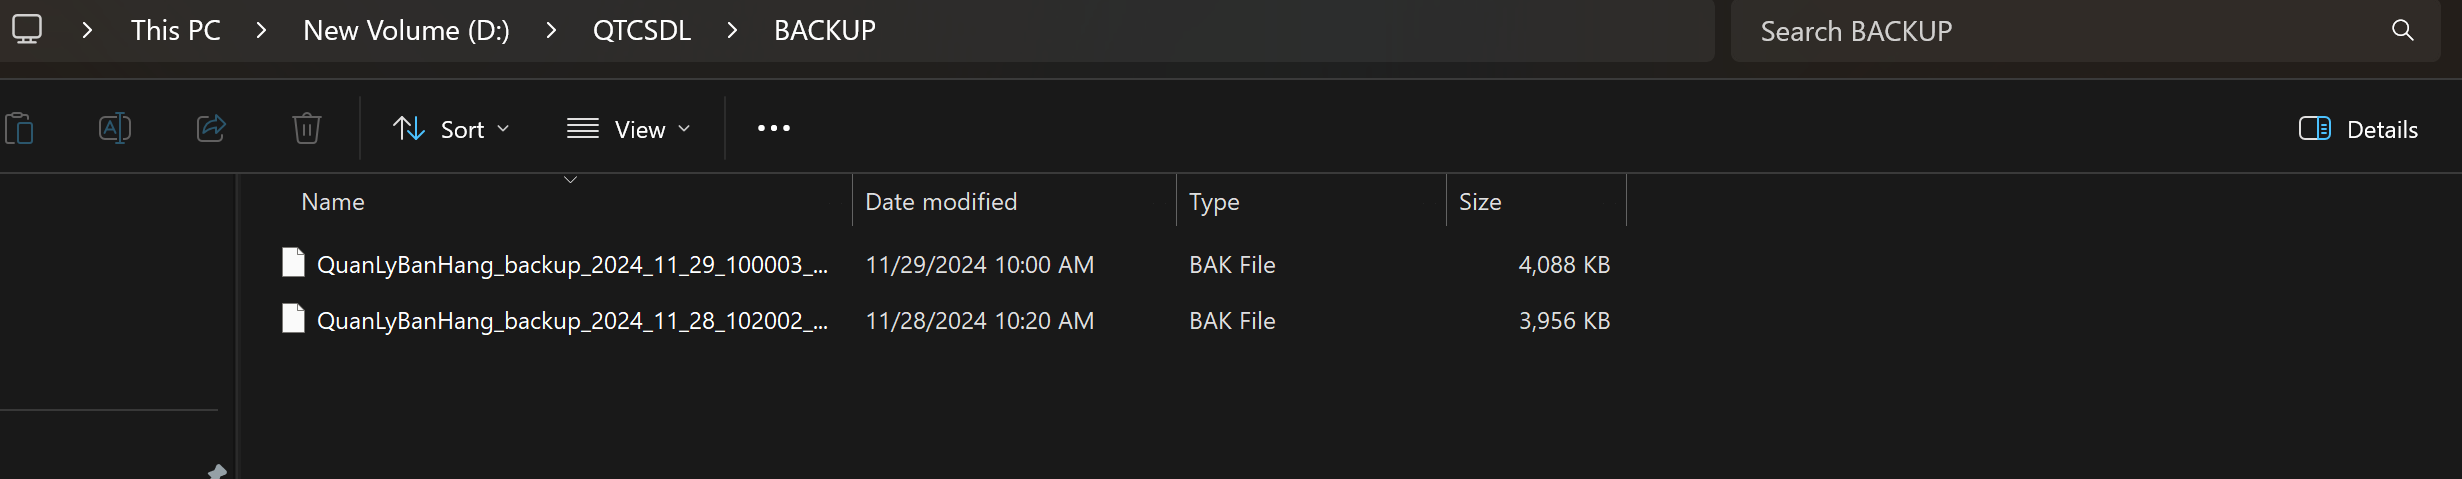 This PC > New Volume (D:) > QTCSDL > BACKUP
Search BACKUP
Sort
View
Details
Name Date modified Type Size
QuanLyBanHang_backup_2024_11_29_100003_... 11/29/2024 10:00 AM BAK File 4,088 KB
QuanLyBanHang_backup_2024_11_28_102002_... 11/28/2024 10:20 AM BAK File 3,956 KB